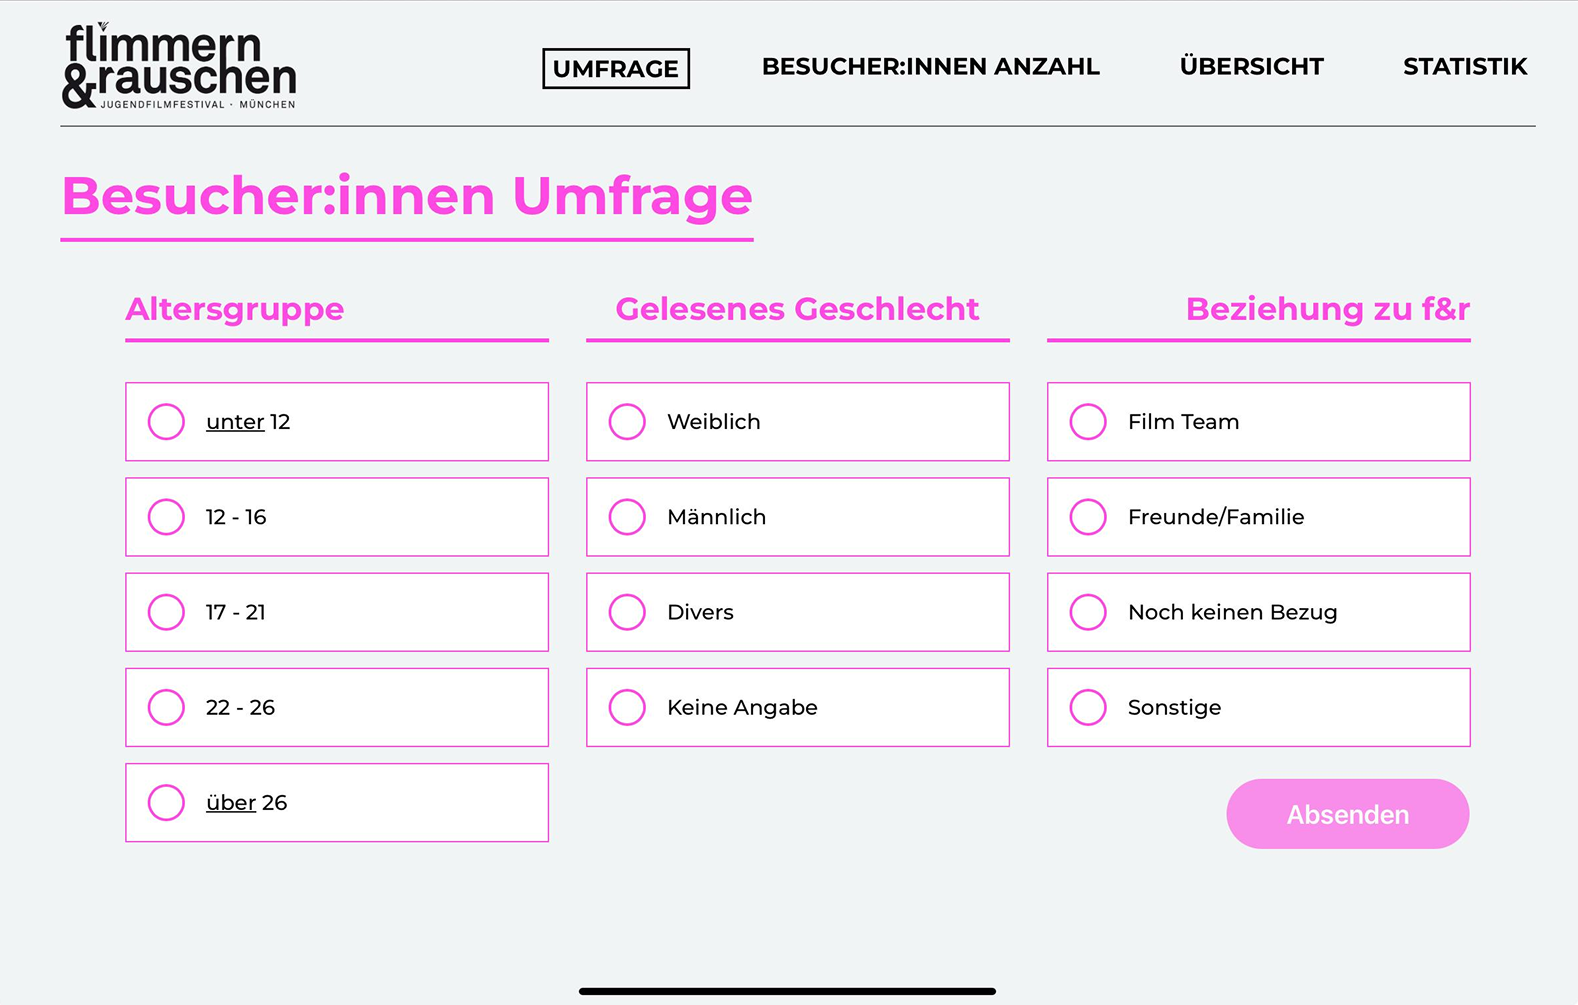 flimmern
&rauschen
JUGENDFILMFESTIVAL · MÜNCHEN
UMFRAGE
BESUCHER:INNEN ANZAHL
ÜBERSICHT
STATISTIK
Besucher:innen Umfrage
Altersgruppe
unter 12
12 - 16
17 - 21
22 - 26
über 26
Gelesenes Geschlecht
Weiblich
Männlich
Divers
Keine Angabe
Beziehung zu f&r
Film Team
Freunde/Familie
Noch keinen Bezug
Sonstige
Absenden